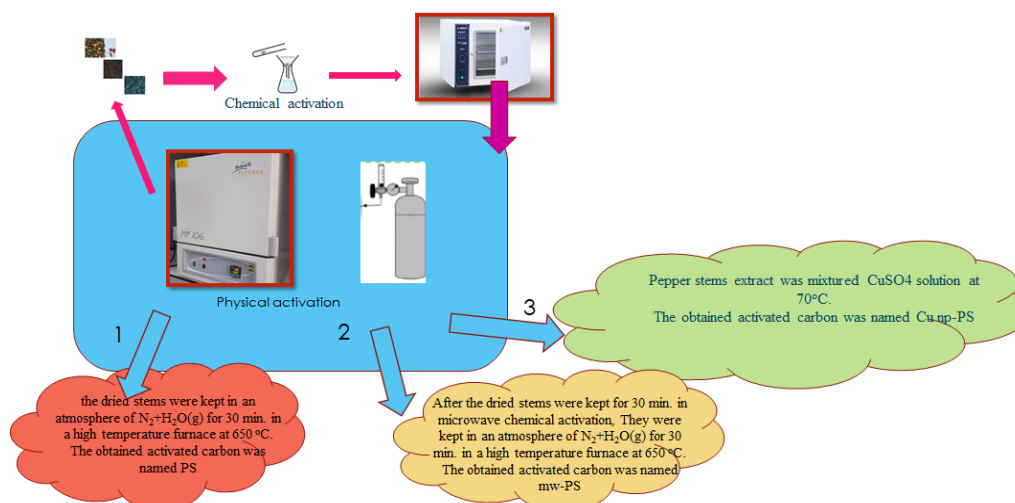 Chemical activation
MF 106
Physical activation
1
2
3
Pepper stems extract was mixtured CuSO4 solution at
70°C.
The obtained activated carbon was named Cu np-PS
the dried stems were kept in an
atmosphere of N₂+H₂O(g) for 30 min. in
a high temperature furnace at 650 °C.
The obtained activated carbon was
named PS
After the dried stems were kept for 30 min. in
microwave chemical activation, They were
kept in an atmosphere of N₂+H₂O(g) for 30
min. in a high temperature furnace at 650 °C.
The obtained activated carbon was named
mw-PS